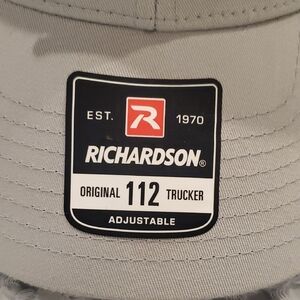 EST. R 1970
RICHARDSON®
ORIGINAL 112 TRUCKER
ADJUSTABLE